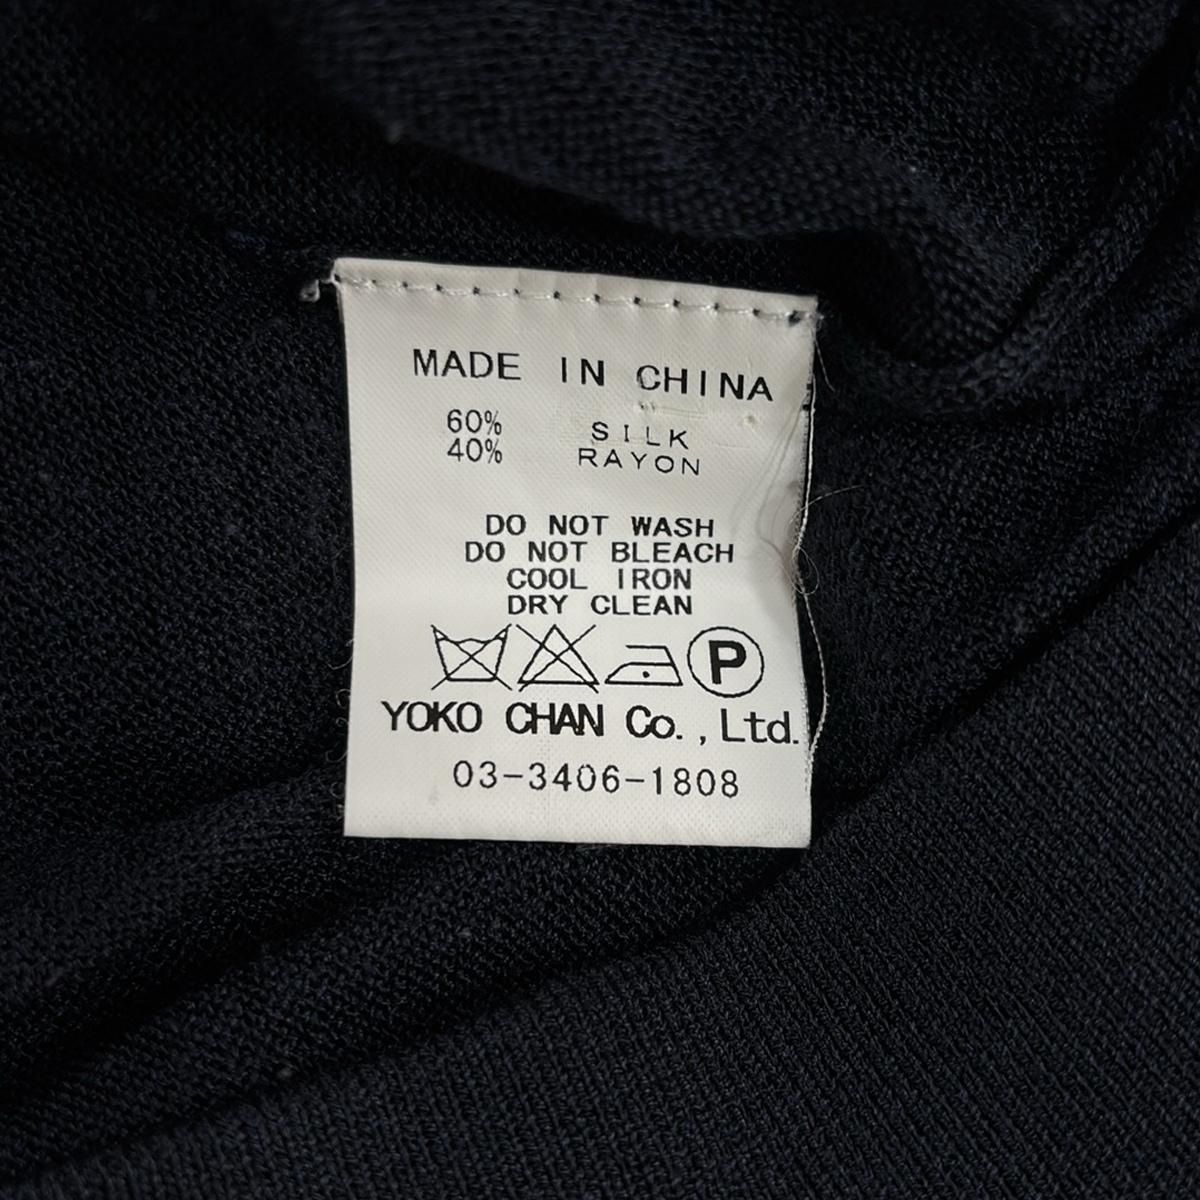 MADE IN CHINA
60% SILK
40% RAYON
DO NOT WASH
DO NOT BLEACH
COOL IRON
DRY CLEAN
P
YOKO CHAN Co., Ltd.
03-3406-1808